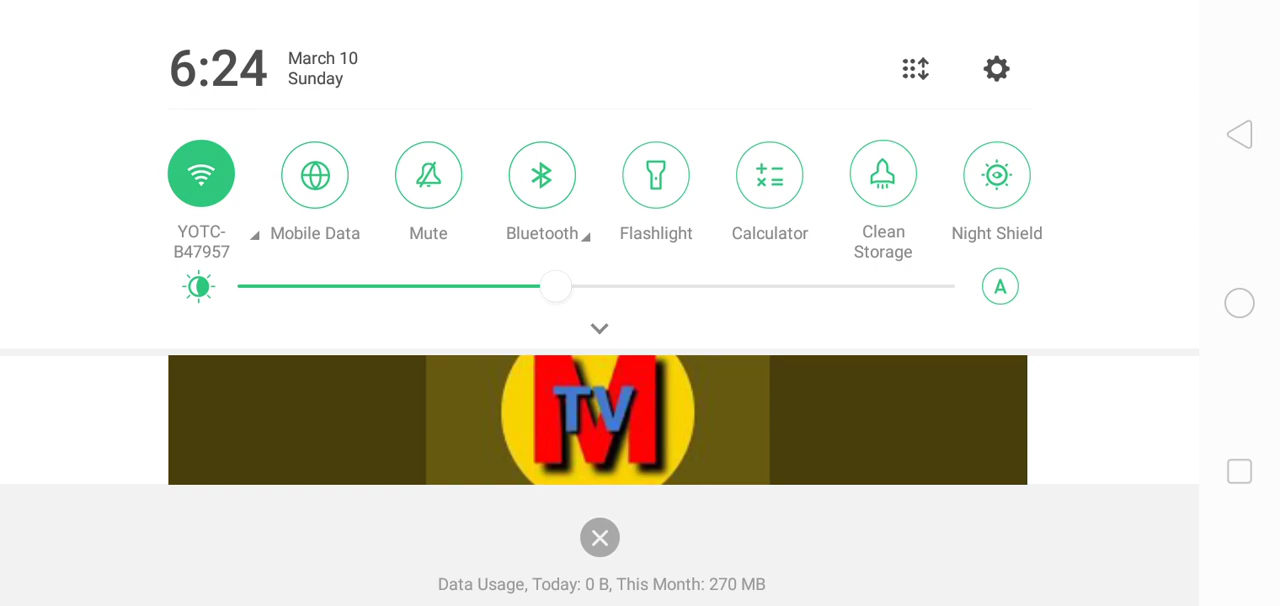 6:24
March 10
Sunday
YOTC-
B47957
Mobile Data
Mute
Bluetooth
Flashlight
Calculator
Clean
Storage
Night Shield
A
M
TV
Data Usage, Today: 0 B, This Month: 270 MB